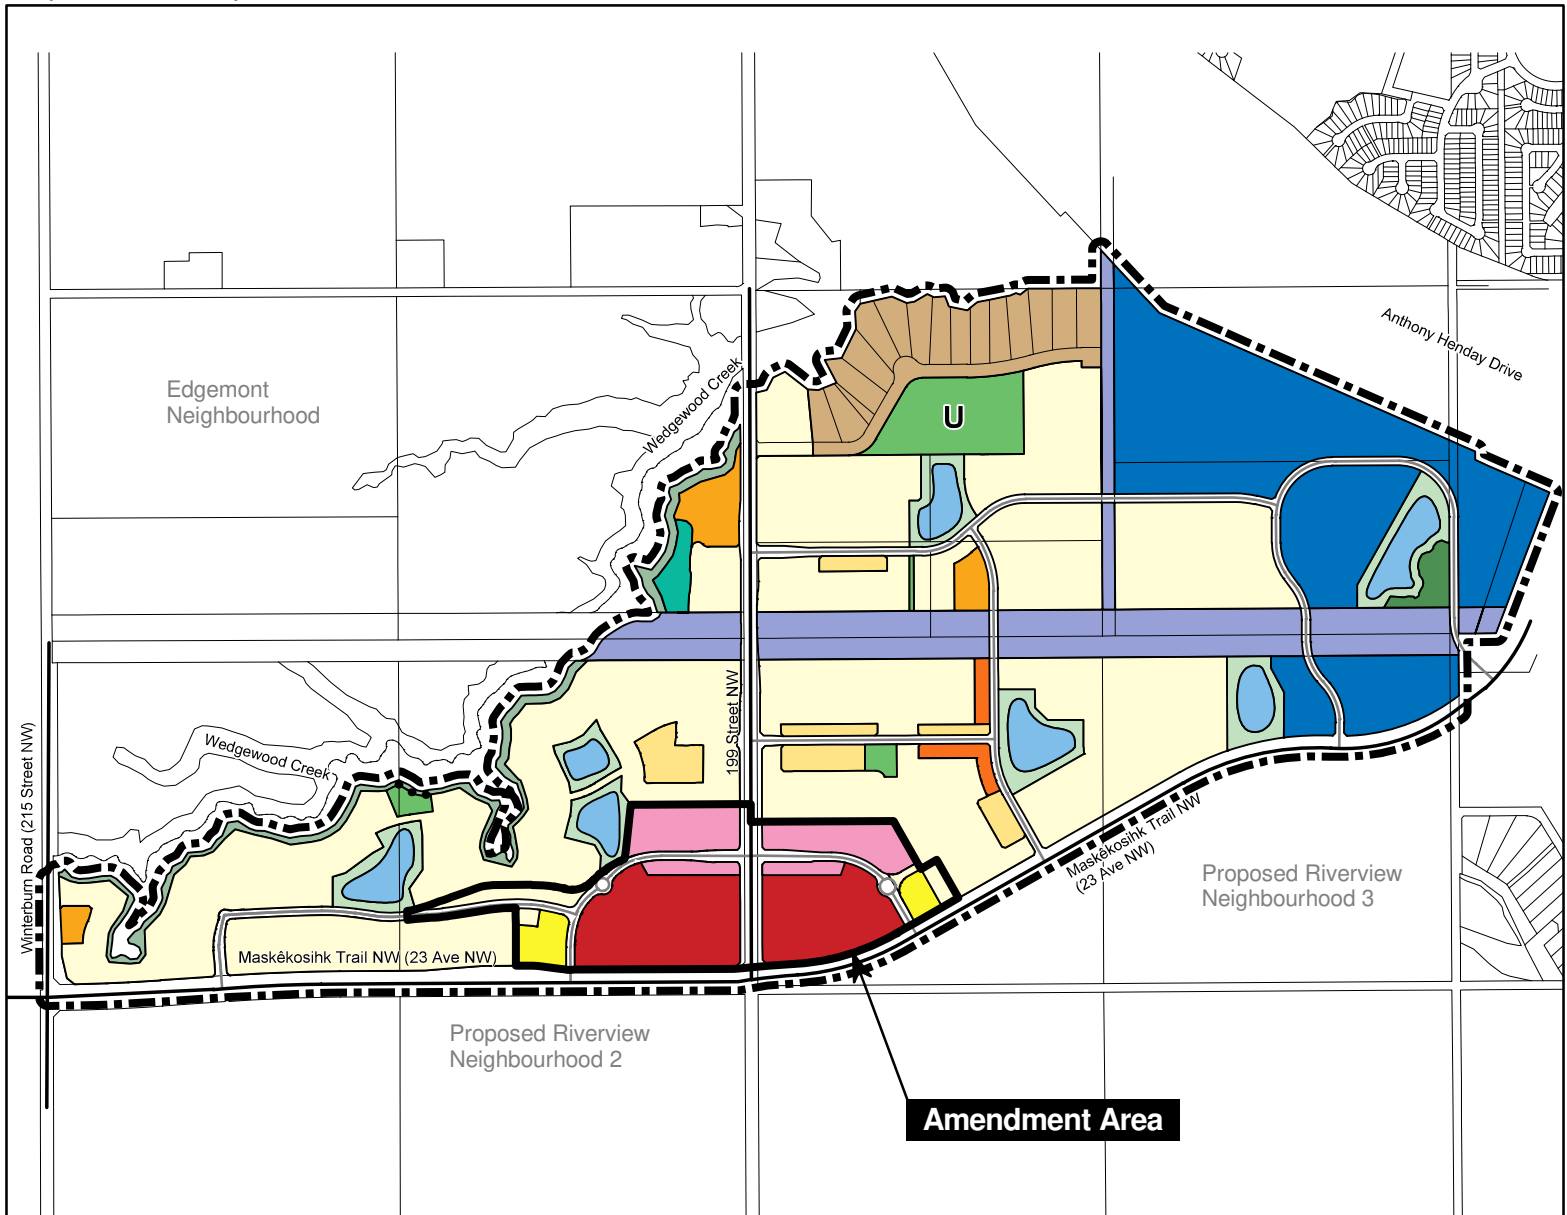 Anthony Henday Drive
Edgemont
Neighbourhood
Wedgewood Creek
U
199 Street NW
Wedgewood Creek
Winterburn Road (215 Street NW)
Maskêkosihk Trail NW
(23 Ave NW)
Proposed Riverview
Neighbourhood 3
Maskêkosihk Trail NW (23 Ave NW)
Proposed Riverview
Neighbourhood 2
Amendment Area